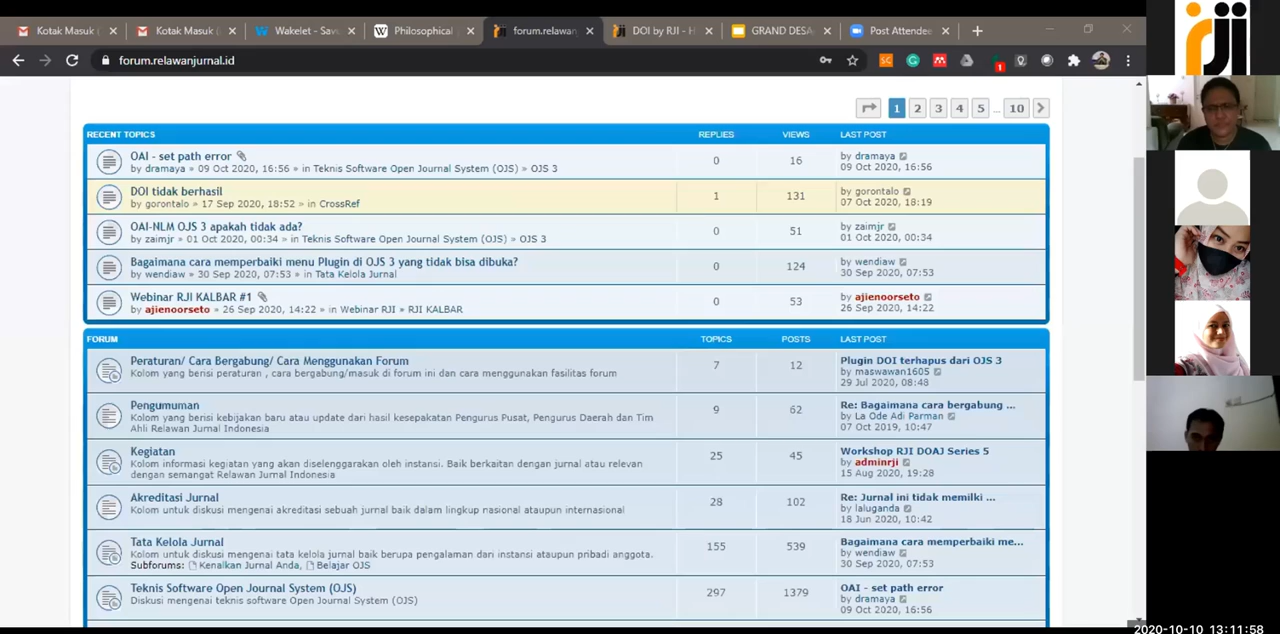 Kotak Masuk (
Kotak Masuk (
Wakelet - Sav
Philosophical
forum.relawan
DOI by RJI - H
GRAND DESA
Post Attendee
forum.relawanjurnal.id
1
1 2 3 4 5 ... 10
RECENT TOPICS REPLIES VIEWS LAST POST
OAI - set path error 0 16 by dramaya
by dramaya » 09 Oct 2020, 16:56 » in Teknis Software Open Journal System (OJS) » OJS 3 09 Oct 2020, 16:56
DOI tidak berhasil 1 131 by gorontalo
by gorontalo » 17 Sep 2020, 18:52 » in CrossRef 07 Oct 2020, 18:19
OAI-NLM OJS 3 apakah tidak ada? 0 51 by zaimjr
by zaimjr » 01 Oct 2020, 00:34 » in Teknis Software Open Journal System (OJS) » OJS 3 01 Oct 2020, 00:34
Bagaimana cara memperbaiki menu Plugin di OJS 3 yang tidak bisa dibuka? 0 124 by wendiaw
by wendiaw » 30 Sep 2020, 07:53 » in Tata Kelola Jurnal 30 Sep 2020, 07:53
Webinar RJI KALBAR #1 0 53 by ajienoorseto
by ajienoorseto » 26 Sep 2020, 14:22 » in Webinar RJI » RJI KALBAR 26 Sep 2020, 14:22
FORUM TOPICS POSTS LAST POST
Peraturan/ Cara Bergabung/ Cara Menggunakan Forum 7 12 Plugin DOI terhapus dari OJS 3
Kolom yang berisi peraturan , cara bergabung/masuk di forum ini dan cara menggunakan fasilitas forum by maswawan1605
29 Jul 2020, 08:48
Pengumuman 9 62 Re: Bagaimana cara bergabung ...
Kolom yang berisi kebijakan baru atau update dari hasil kesepakatan Pengurus Pusat, Pengurus Daerah dan Tim by La Ode Adi Parman
Ahli Relawan Jurnal Indonesia 07 Oct 2019, 10:47
Kegiatan 25 45 Workshop RJI DOAJ Series 5
Kolom informasi kegiatan yang akan diselenggarakan oleh instansi. Baik berkaitan dengan jurnal atau relevan by adminrji
dengan semangat Relawan Jurnal Indonesia 15 Aug 2020, 19:28
Akreditasi Jurnal 28 102 Re: Jurnal ini tidak memilki ...
Kolom untuk diskusi mengenai akreditasi sebuah jurnal baik dalam lingkup nasional ataupun internasional by laluganda
18 Jun 2020, 10:42
Tata Kelola Jurnal 155 539 Bagaimana cara memperbaiki me...
Kolom untuk diskusi mengenai tata kelola jurnal baik berupa pengalaman dari instansi ataupun pribadi anggota. by wendiaw
Subforums: Kenalkan Jurnal Anda, Belajar OJS 30 Sep 2020, 07:53
Teknis Software Open Journal System (OJS) 297 1379 OAI - set path error
Diskusi mengenai teknis software Open Journal System (OJS) by dramaya
09 Oct 2020, 16:56
rji
2020-10-10 13:11:58